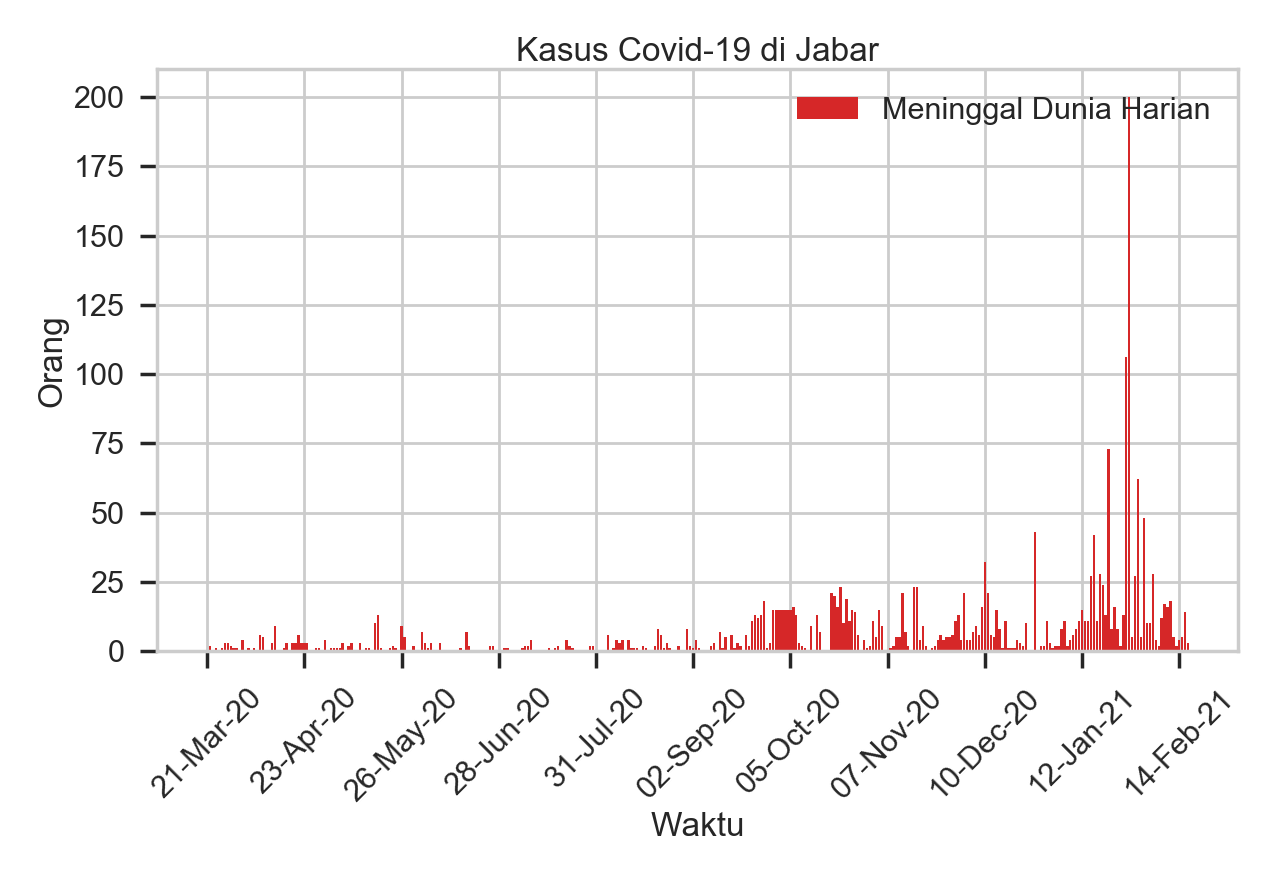 Kasus Covid-19 di Jabar
Meninggal Dunia Harian
200
175
150
125
100
75
50
25
0
Orang
21-Mar-20
23-Apr-20
26-May-20
28-Jun-20
31-Jul-20
02-Sep-20
05-Oct-20
07-Nov-20
10-Dec-20
12-Jan-21
14-Feb-21
Waktu